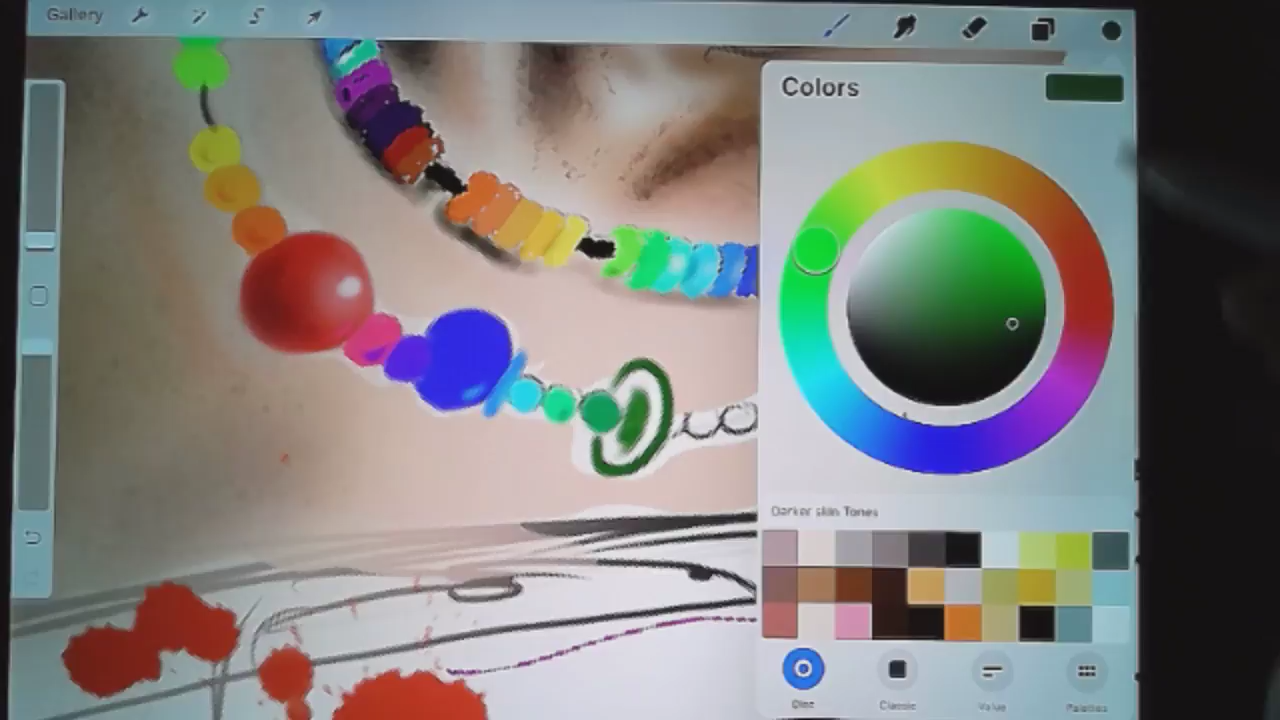 Gallery
Colors
Darker skin Tones
Disc
Classic
Value
Palettes